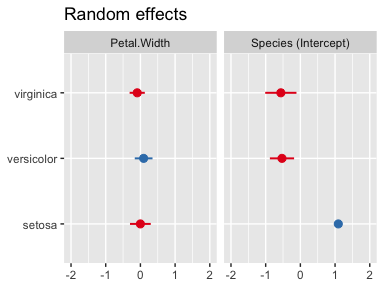 Random effects
Petal.Width
Species (Intercept)
virginica
versicolor
setosa
-2 -1 0 1 2
-2 -1 0 1 2